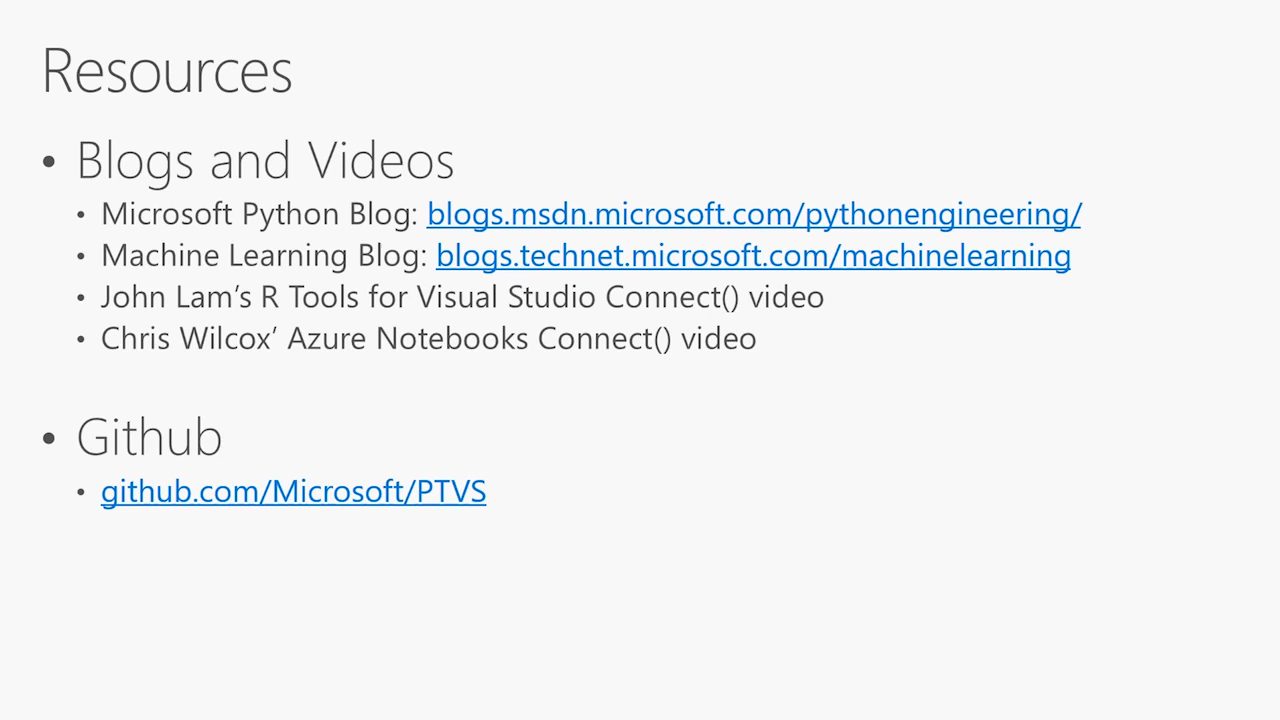 Resources
• Blogs and Videos
• Microsoft Python Blog: blogs.msdn.microsoft.com/pythonengineering/
• Machine Learning Blog: blogs.technet.microsoft.com/machinelearning
• John Lam’s R Tools for Visual Studio Connect() video
• Chris Wilcox’ Azure Notebooks Connect() video
• Github
• github.com/Microsoft/PTVS